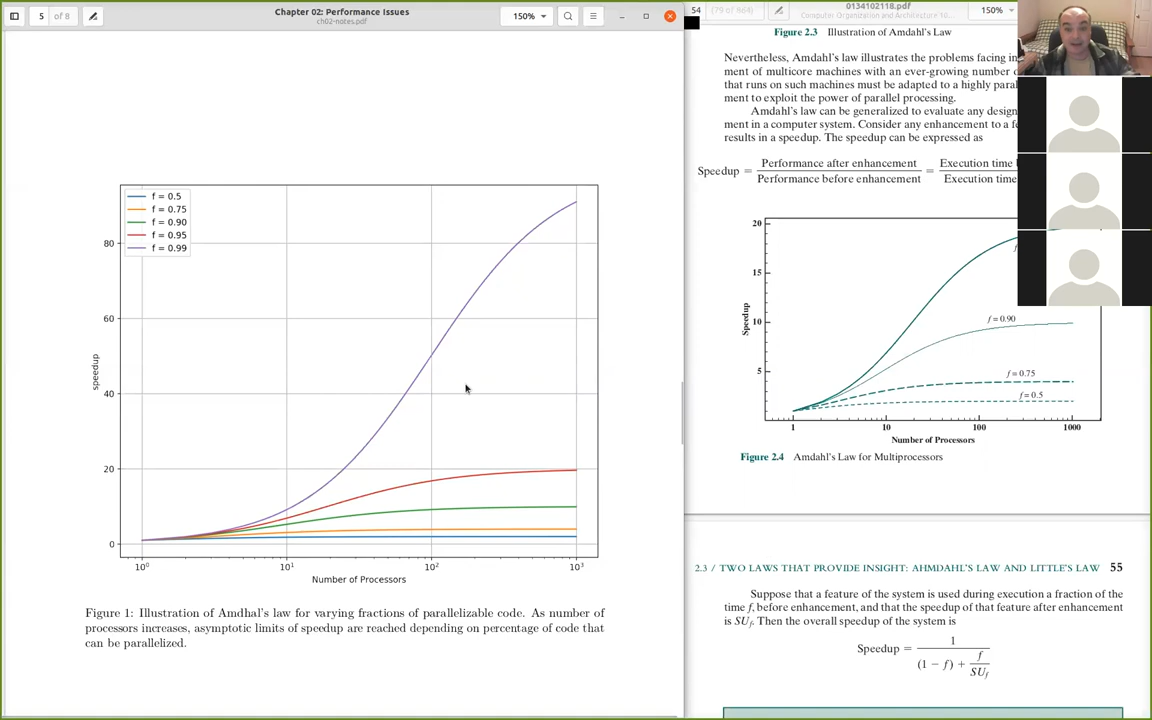 5 of 8
Chapter 02: Performance Issues
ch02-notes.pdf
150%
f = 0.5
f = 0.75
f = 0.90
f = 0.95
f = 0.99
80
60
40
20
0
speedup
10⁰ 10¹ 10² 10³
Number of Processors
Figure 1: Illustration of Amdhal's law for varying fractions of parallelizable code. As number of
processors increases, asymptotic limits of speedup are reached depending on percentage of code that
can be parallelized.
54 (79 of 864)
0134102118.pdf
Computer Organization and Architecture 10...
150%
Figure 2.3 Illustration of Amdahl's Law
Nevertheless, Amdahl's law illustrates the problems facing in
ment of multicore machines with an ever-growing number o
that runs on such machines must be adapted to a highly paral
ment to exploit the power of parallel processing.
Amdahl's law can be generalized to evaluate any design
ment in a computer system. Consider any enhancement to a fe
results in a speedup. The speedup can be expressed as
Speedup = Performance after enhancement / Performance before enhancement = Execution time / Execution time
20
15
10
5
Speedup
f
f = 0.90
f = 0.75
f = 0.5
1 10 100 1000
Number of Processors
Figure 2.4 Amdahl's Law for Multiprocessors
2.3 / TWO LAWS THAT PROVIDE INSIGHT: AHMDAHL'S LAW AND LITTLE'S LAW 55
Suppose that a feature of the system is used during execution a fraction of the
time f, before enhancement, and that the speedup of that feature after enhancement
is SUf. Then the overall speedup of the system is
Speedup = 1 / (1 − f) + f / SUf